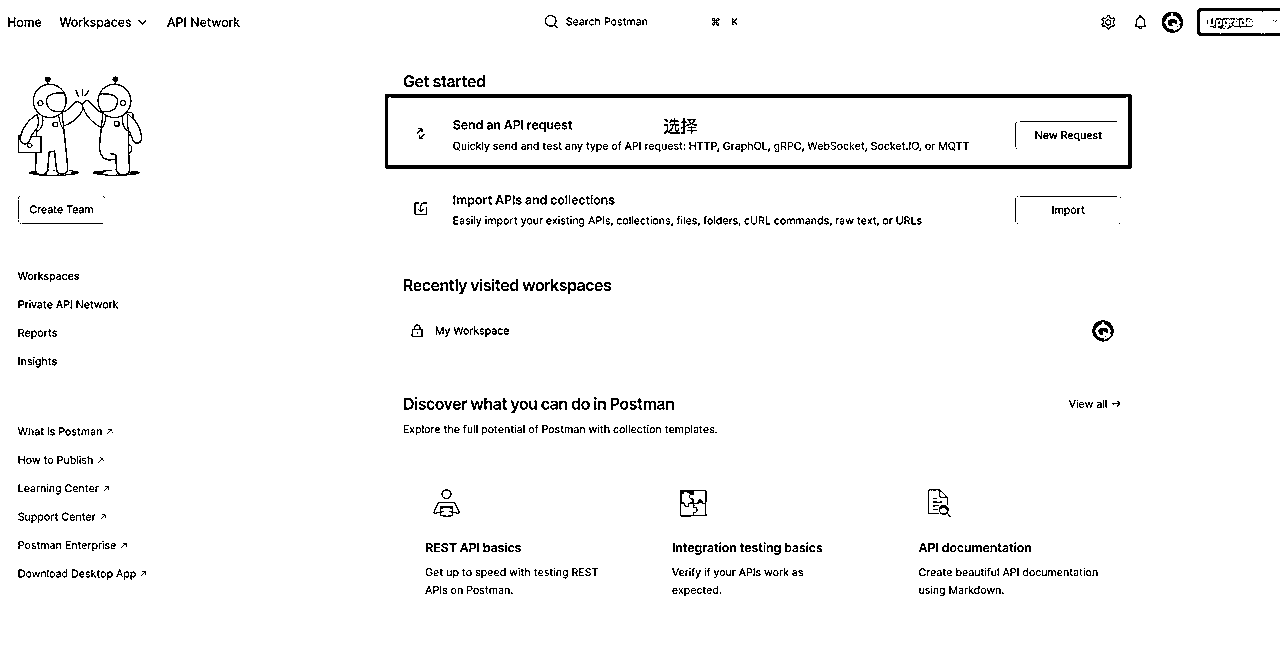 Home Workspaces API Network Search Postman ⌘ K Upgrade
Get started
Send an API request 选择
Quickly send and test any type of API request: HTTP, GraphQL, gRPC, WebSocket, Socket.IO, or MQTT
New Request
Import APIs and collections
Easily import your existing APIs, collections, files, folders, cURL commands, raw text, or URLs
Import
Create Team
Workspaces
Private API Network
Reports
Insights
Recently visited workspaces
My Workspace
Discover what you can do in Postman
View all →
Explore the full potential of Postman with collection templates.
What is Postman ↗
How to Publish ↗
Learning Center ↗
Support Center ↗
Postman Enterprise ↗
Download Desktop App ↗
REST API basics
Get up to speed with testing REST
APIs on Postman.
Integration testing basics
Verify if your APIs work as
expected.
API documentation
Create beautiful API documentation
using Markdown.